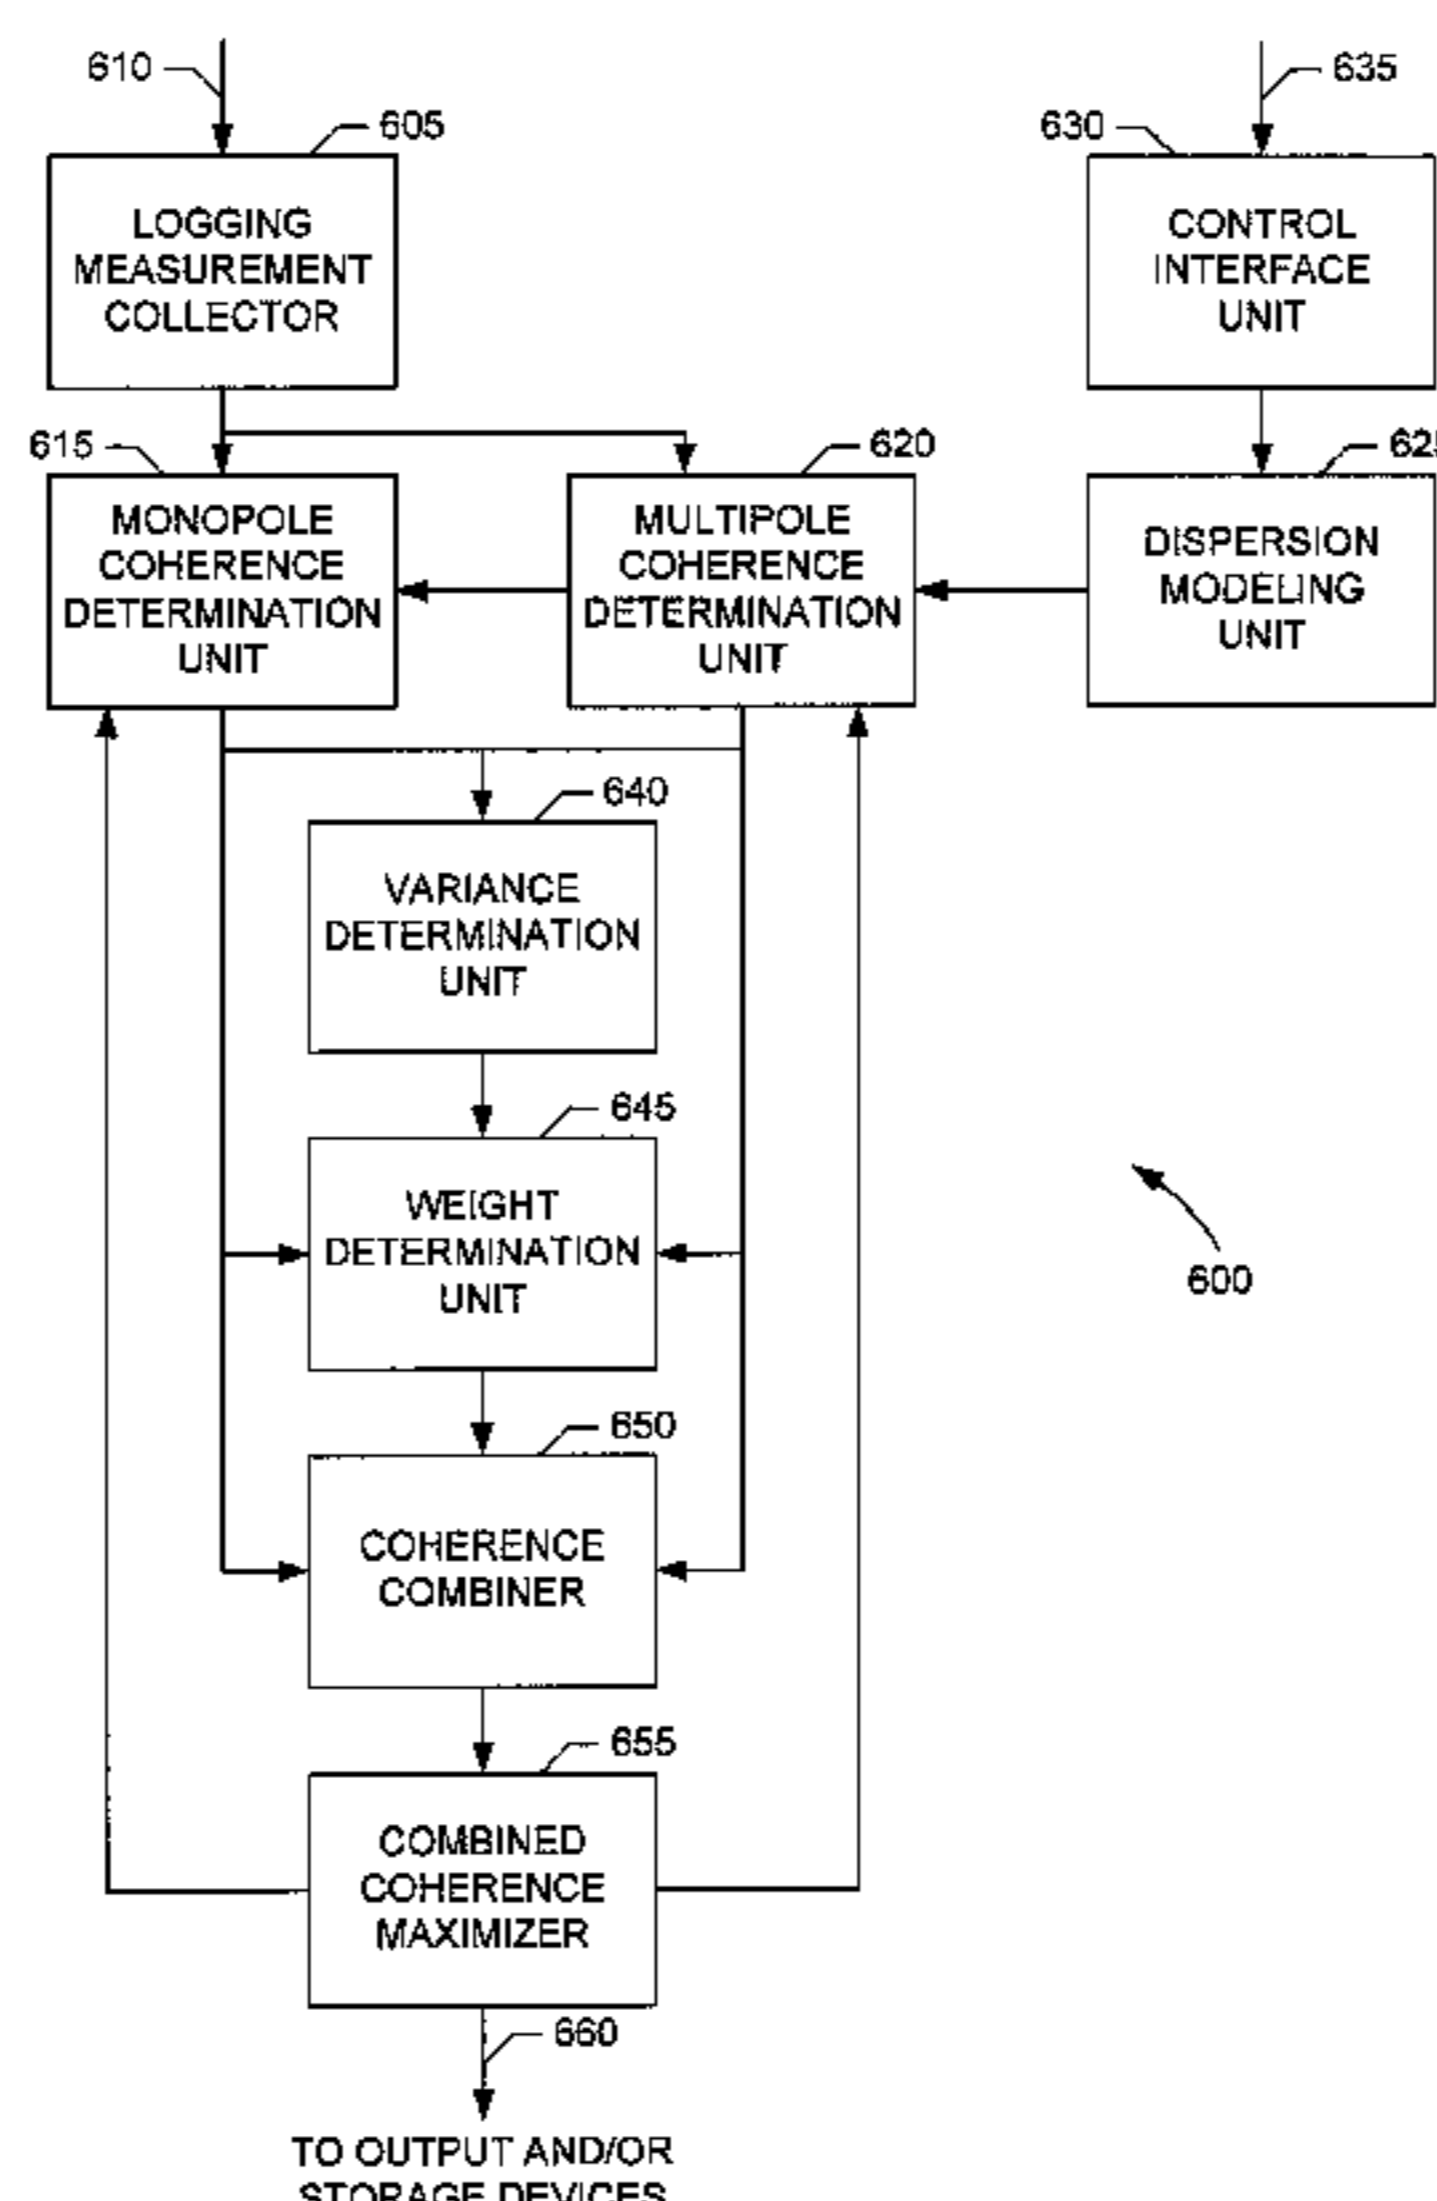 610
635
605
630
LOGGING
MEASUREMENT
COLLECTOR
CONTROL
INTERFACE
UNIT
615
620
MONOPOLE
COHERENCE
DETERMINATION
UNIT
MULTIPOLE
COHERENCE
DETERMINATION
UNIT
DISPERSION
MODELING
UNIT
640
VARIANCE
DETERMINATION
UNIT
645
WEIGHT
DETERMINATION
UNIT
600
650
COHERENCE
COMBINER
655
COMBINED
COHERENCE
MAXIMIZER
660
TO OUTPUT AND/OR
STORAGE DEVICES